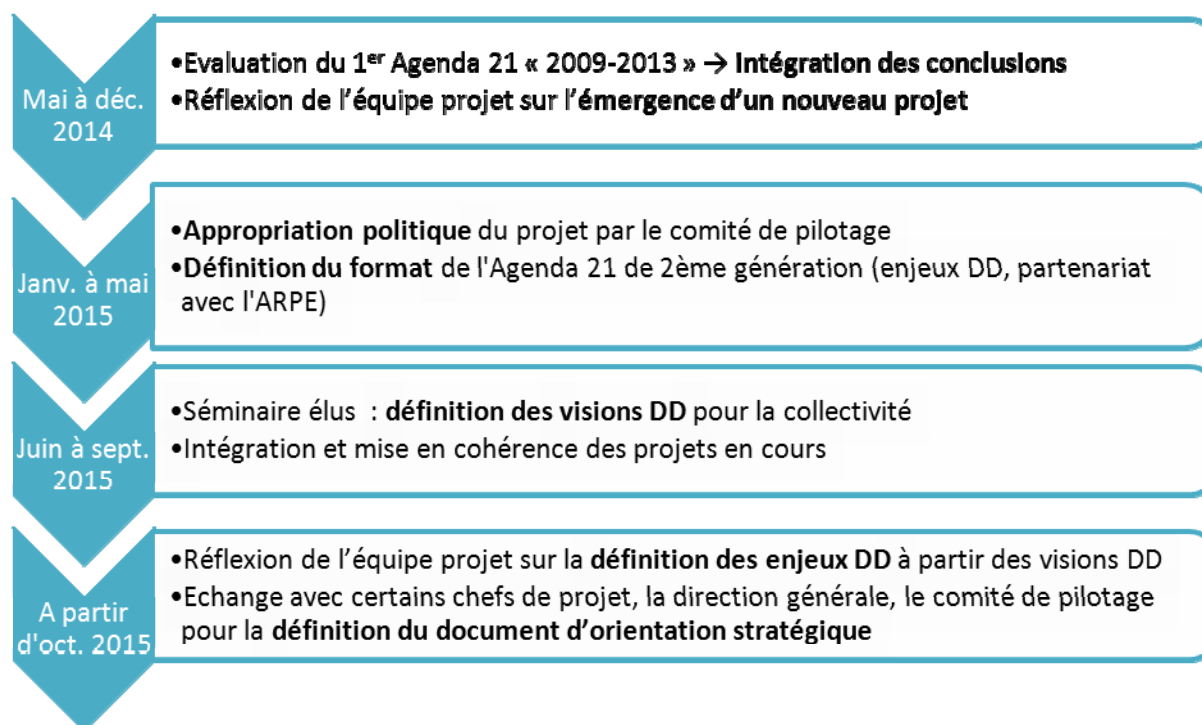 Mai à déc.
2014
•Evaluation du 1er Agenda 21 « 2009-2013 » → Intégration des conclusions
•Réflexion de l’équipe projet sur l’émergence d’un nouveau projet
Janv. à mai
2015
•Appropriation politique du projet par le comité de pilotage
•Définition du format de l'Agenda 21 de 2ème génération (enjeux DD, partenariat
avec l'ARPE)
Juin à sept.
2015
•Séminaire élus : définition des visions DD pour la collectivité
•Intégration et mise en cohérence des projets en cours
A partir
d'oct. 2015
•Réflexion de l’équipe projet sur la définition des enjeux DD à partir des visions DD
•Echange avec certains chefs de projet, la direction générale, le comité de pilotage
pour la définition du document d’orientation stratégique